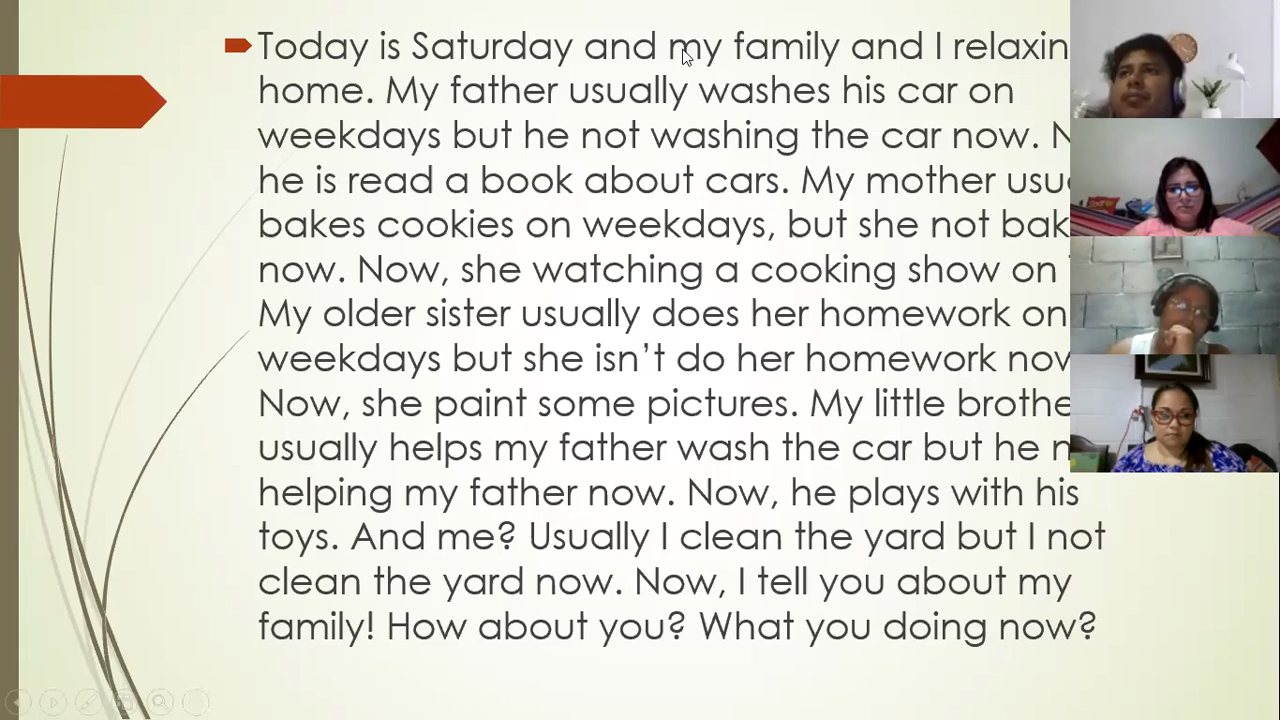 Today is Saturday and my family and I
home. My father usually washes his car on
weekdays but he not washing the car now.
he is read a book about cars. My mother
bakes cookies on weekdays, but she not
now. Now, she watching a cooking show on
My older sister usually does her homework on
weekdays but she isn't do her homework
Now, she paint some pictures. My little
usually helps my father wash the car but he
helping my father now. Now, he plays with his
toys. And me? Usually I clean the yard but I not
clean the yard now. Now, I tell you about my
family! How about you? What you doing now?